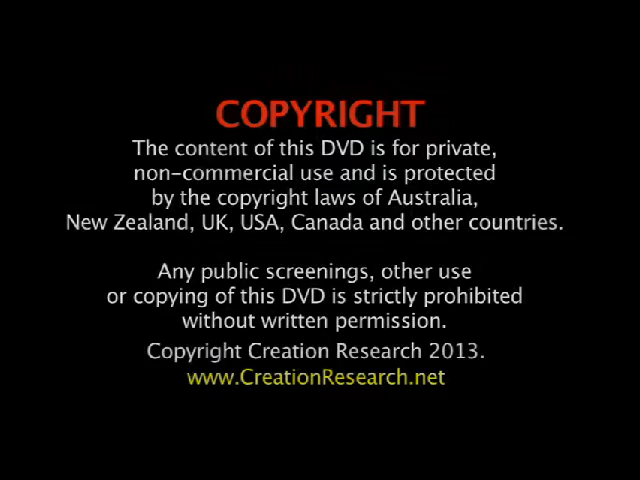 COPYRIGHT
The content of this DVD is for private,
non-commercial use and is protected
by the copyright laws of Australia,
New Zealand, UK, USA, Canada and other countries.
Any public screenings, other use
or copying of this DVD is strictly prohibited
without written permission.
Copyright Creation Research 2013.
www.CreationResearch.net